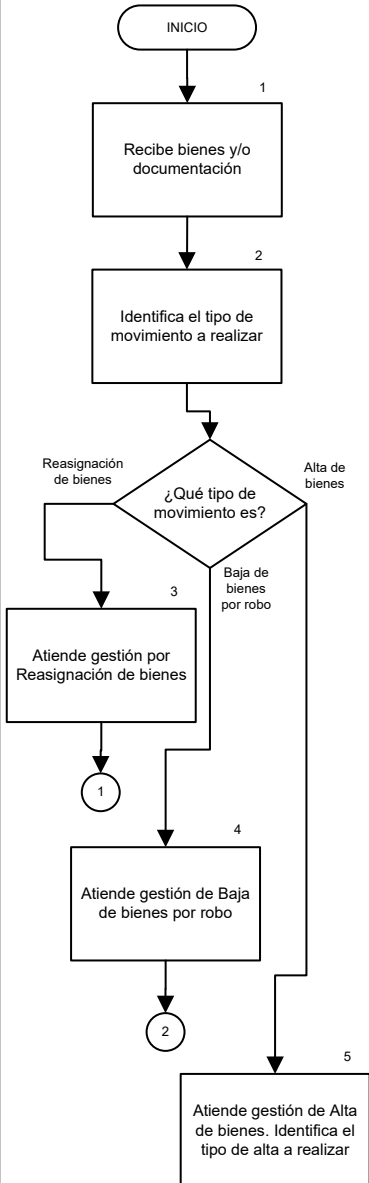 INICIO
1
Recibe bienes y/o
documentación
2
Identifica el tipo de
movimiento a realizar
¿Qué tipo de
movimiento es?
Reasignación
de bienes
Alta de
bienes
Baja de
bienes
por robo
3
Atiende gestión por
Reasignación de bienes
1
4
Atiende gestión de Baja
de bienes por robo
2
5
Atiende gestión de Alta
de bienes. Identifica el
tipo de alta a realizar